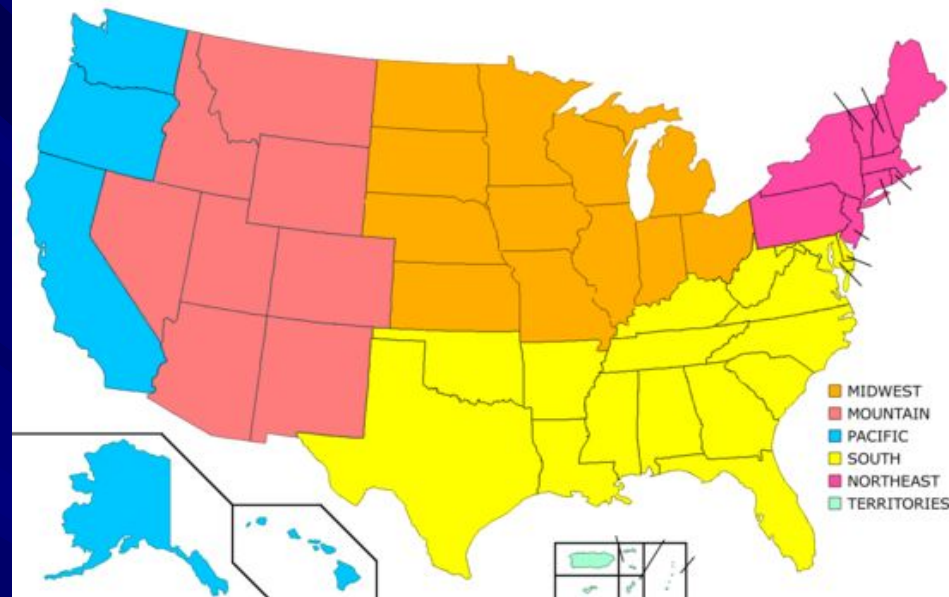 MIDWEST
MOUNTAIN
PACIFIC
SOUTH
NORTHEAST
TERRITORIES